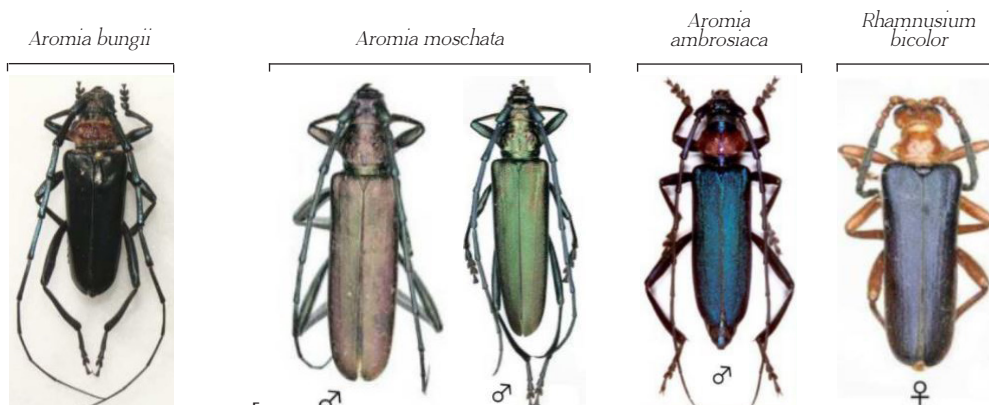 Aromia bungii
Aromia moschata
Aromia
ambrosiaca
Rhamnusium
bicolor
♂
♂
♂
♀